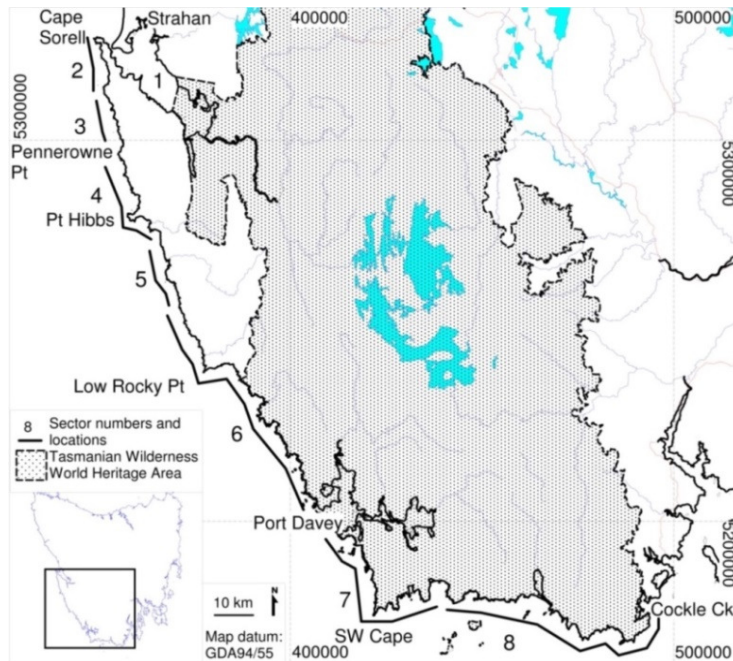 Cape
Sorell
Strahan
400000
500000
1
2
5300000
3
Pennerowne
Pt
5300000
4
Pt Hibbs
5
Low Rocky Pt
6
8 Sector numbers and
locations
Tasmanian Wilderness
World Heritage Area
Port Davey
5200000
7
10 km
N
Map datum:
GDA94/55
SW Cape
8
Cockle Ck
400000
500000